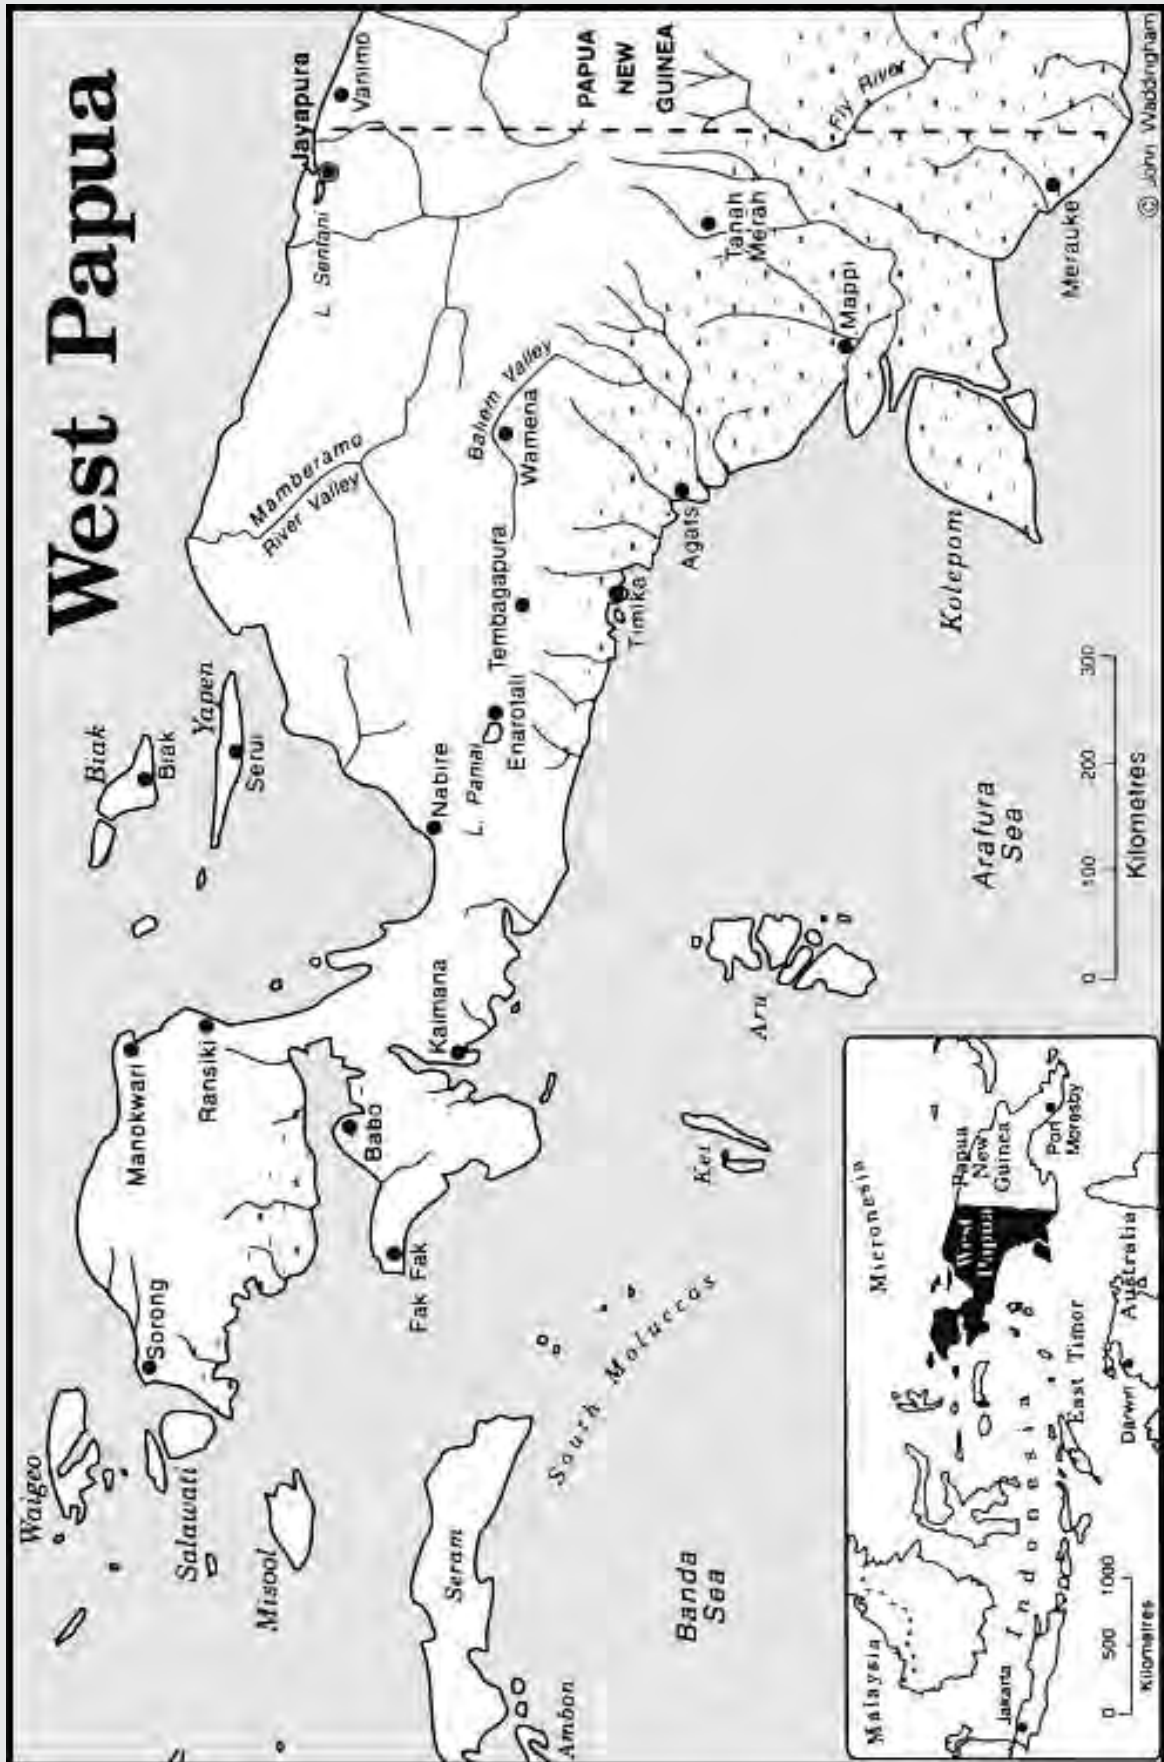 West Papua
Waigeo
Salawati
Misool
Sorong
Manokwari
Ransiki
Biak
Biak
Yapen
Serui
Mamberamo
River Valley
L. Sentani
Jayapura
Vanimo
PAPUA
NEW
GUINEA
Fak Fak
Babo
Kaimana
Nabire
L. Paniai
Enarotali
Tembagapura
Baliem Valley
Wamena
Timika
Agats
Tanah
Merah
Mappi
Fly River
Merauke
Kolepom
Seram
Ambon
South Moluccas
Banda
Sea
Kei
Aru
Arafura
Sea
0 100 200 300
Kilometres
Malaysia
Micronesia
Jakarta
Indonesia
West
Papua
Papua
New
Guinea
Port
Moresby
East Timor
Darwin
Australia
0 500 1000
Kilometres
© John Waddingham